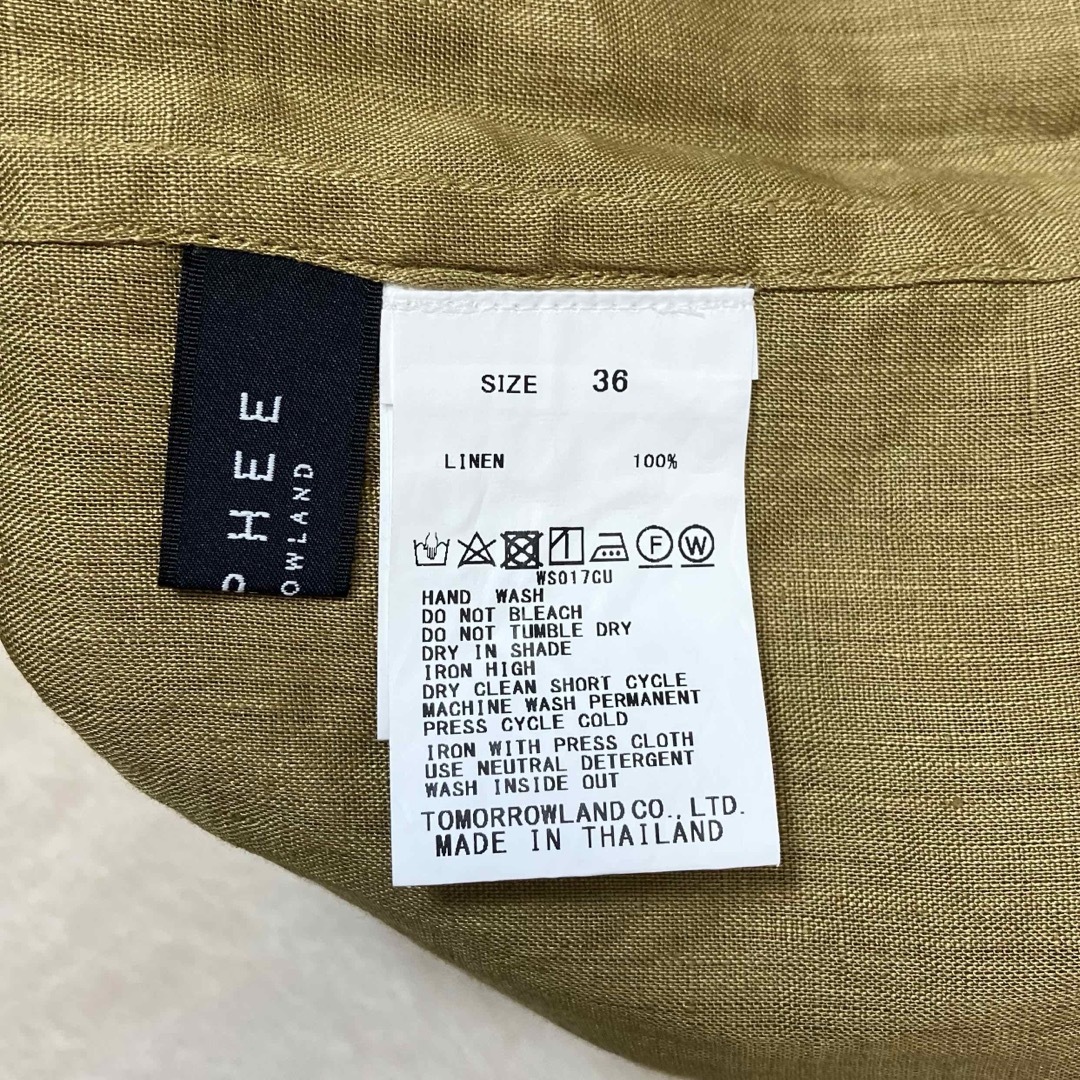 HEE
OWLAND
SIZE 36
LINEN 100%
F W
WS017CU
HAND WASH
DO NOT BLEACH
DO NOT TUMBLE DRY
DRY IN SHADE
IRON HIGH
DRY CLEAN SHORT CYCLE
MACHINE WASH PERMANENT
PRESS CYCLE COLD
IRON WITH PRESS CLOTH
USE NEUTRAL DETERGENT
WASH INSIDE OUT
TOMORROWLAND CO., LTD.
MADE IN THAILAND